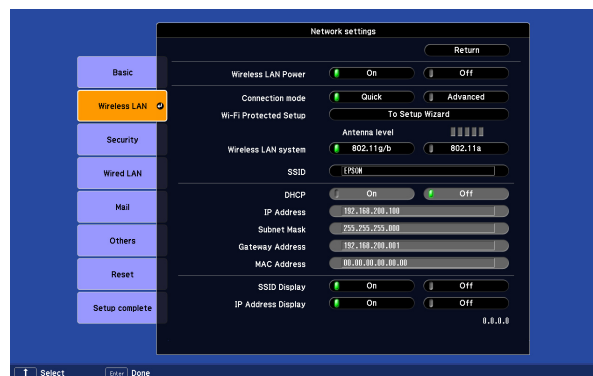 Network settings
Return
Basic
Wireless LAN
Security
Wired LAN
Mail
Others
Reset
Setup complete
Wireless LAN Power On Off
Connection mode Quick Advanced
Wi-Fi Protected Setup To Setup Wizard
Antenna level
Wireless LAN system 802.11g/b 802.11a
SSID EPSON
DHCP On Off
IP Address 192.168.200.100
Subnet Mask 255.255.255.000
Gateway Address 192.168.200.001
MAC Address 00.00.00.00.00.00
SSID Display On Off
IP Address Display On Off
0.0.0.0
↑ Select Enter Done